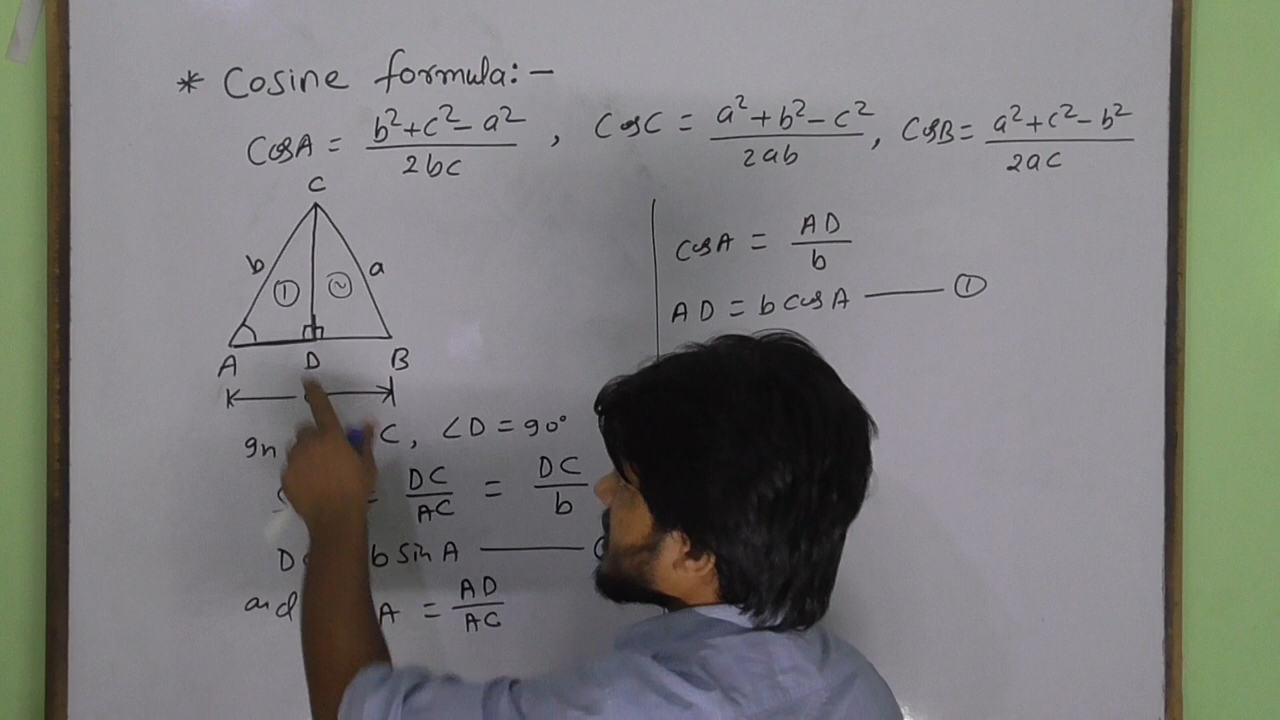 * Cosine formula:-
CosA = b²+c²-a² / 2bc , CosC = a²+b²-c² / 2ab , CosB = a²+c²-b² / 2ac
C
b a
① ②
A D B
In C, ∠D = 90°
= DC / AC = DC / b
D b sin A ———
and A = AD / AC
CosA = AD / b
AD = b cosA ——— ①